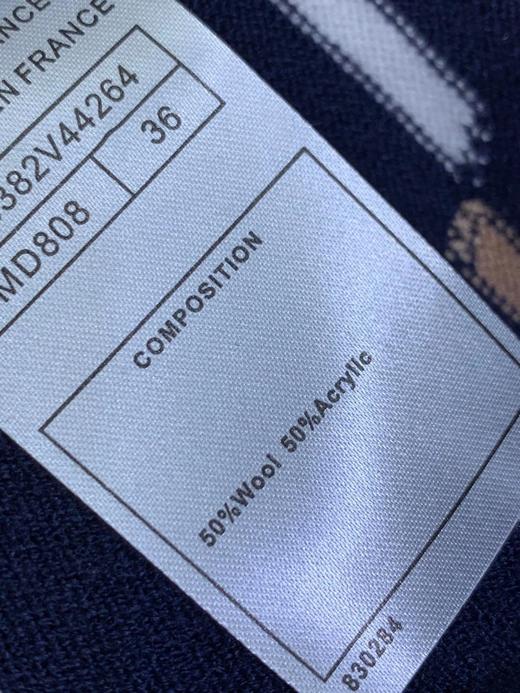 FRANCE
382V44264
MD808 36
COMPOSITION
50%Wool 50%Acrylic
830284